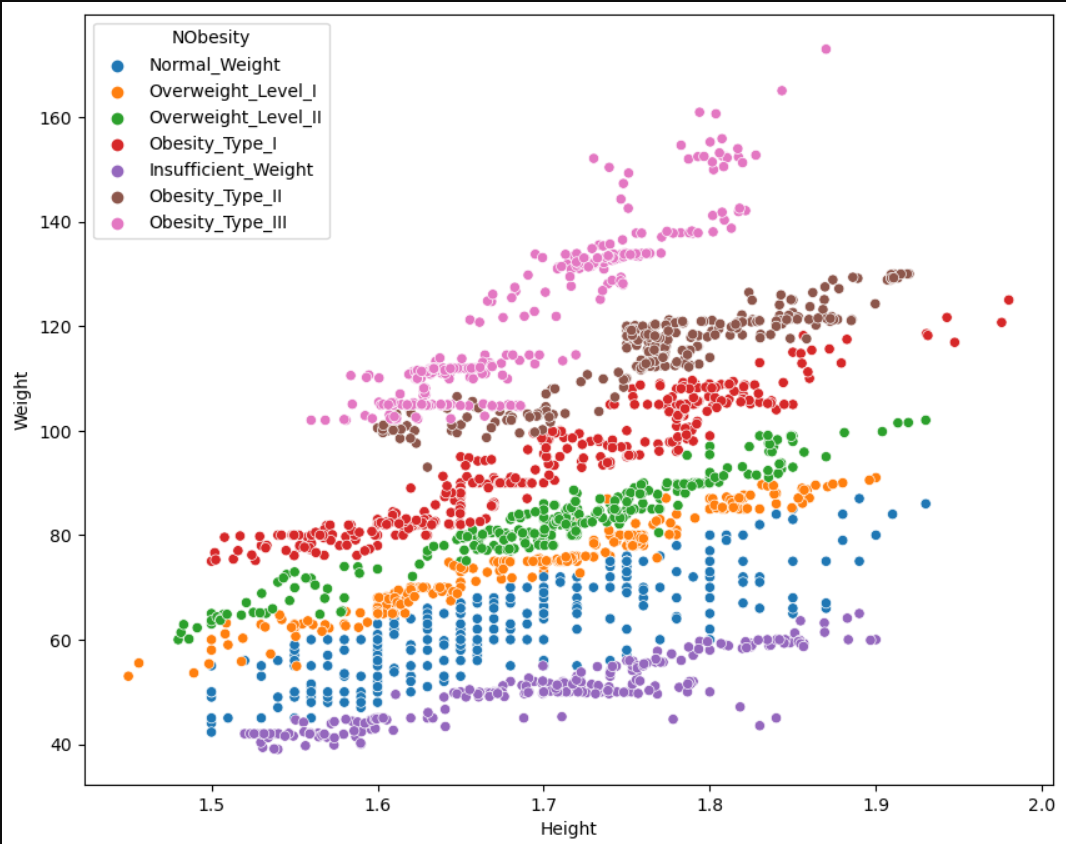 NObesity
Normal_Weight
Overweight_Level_I
Overweight_Level_II
Obesity_Type_I
Insufficient_Weight
Obesity_Type_II
Obesity_Type_III
Weight
160
140
120
100
80
60
40
1.5 1.6 1.7 1.8 1.9 2.0
Height